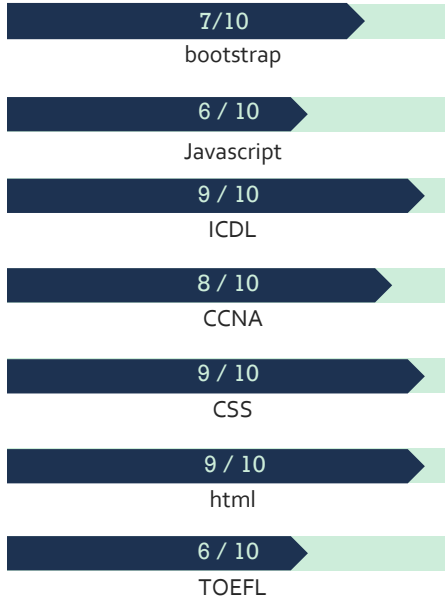 7/10
bootstrap
6 / 10
Javascript
9 / 10
ICDL
8 / 10
CCNA
9 / 10
CSS
9 / 10
html
6 / 10
TOEFL